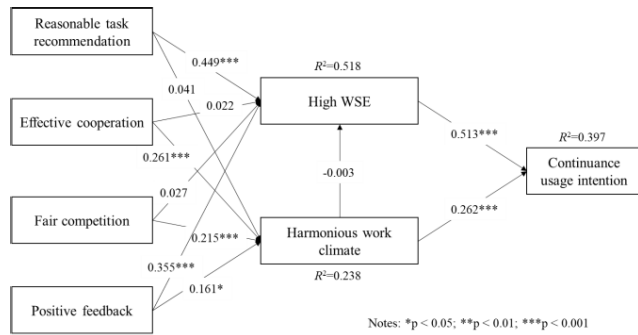 Reasonable task
recommendation
0.449***
0.041
R²=0.518
High WSE
Effective cooperation
0.022
0.261***
0.513***
R²=0.397
Continuance
usage intention
-0.003
0.027
Fair competition
0.215***
0.262***
Harmonious work
climate
R²=0.238
0.355***
0.161*
Positive feedback
Notes: *p < 0.05; **p < 0.01; ***p < 0.001